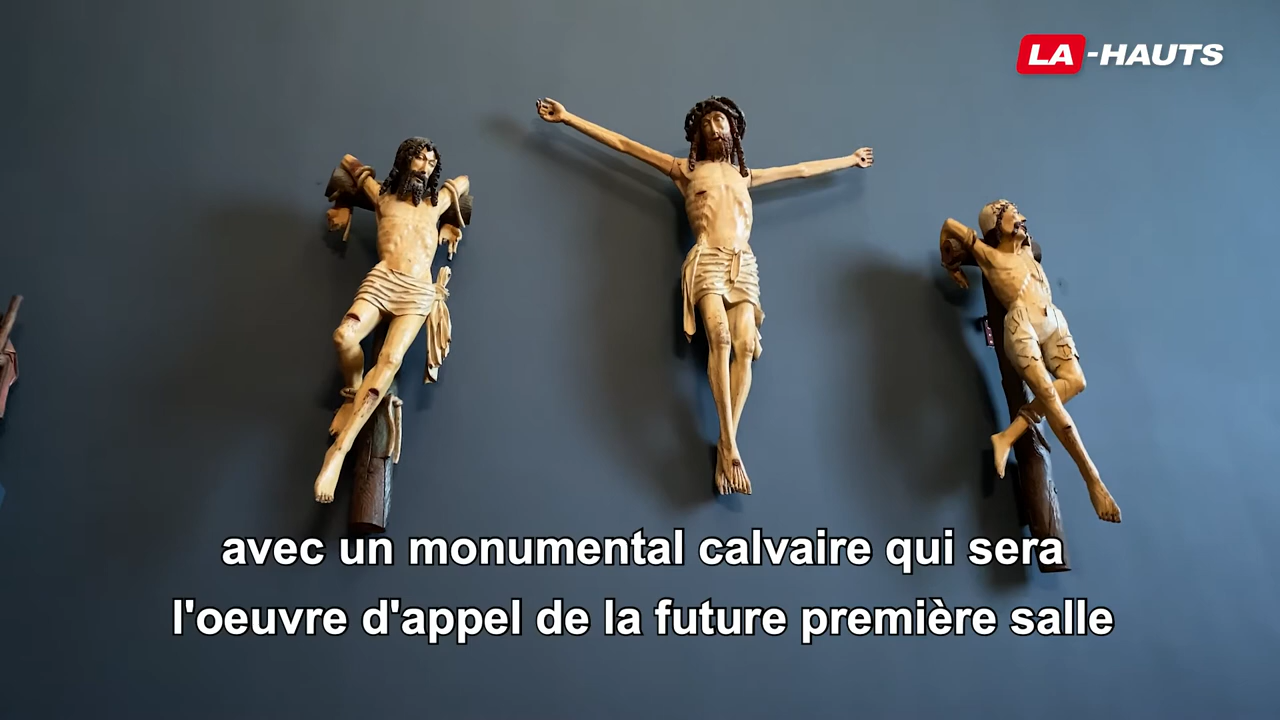 LA-HAUTS
avec un monumental calvaire qui sera
l'oeuvre d'appel de la future première salle